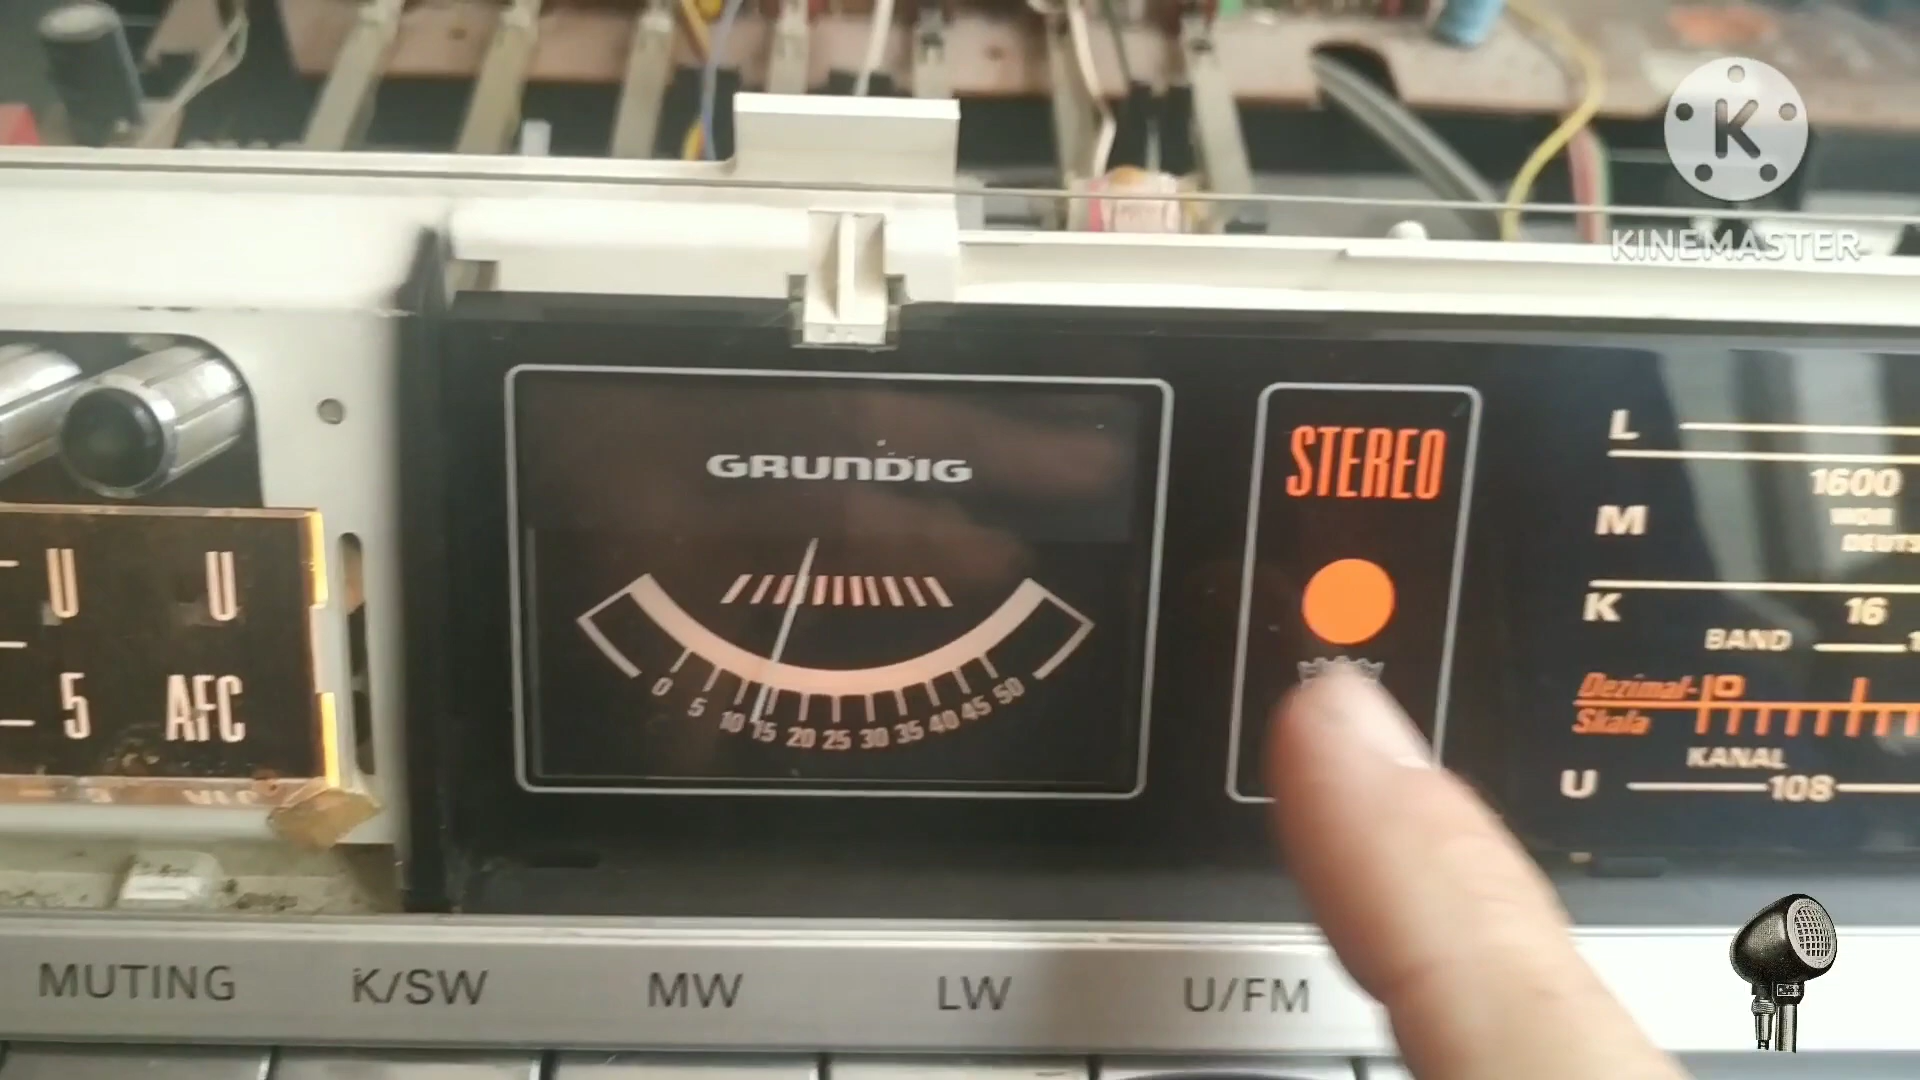 KINEMASTER
GRUNDIG
0 5 10 15 20 25 30 35 40 45 50
STEREO
U U
5 AFC
L
1600
M
K 16
BAND
Dezimal- 10
Skala
KANAL
U 108
MUTING K/SW MW LW U/FM